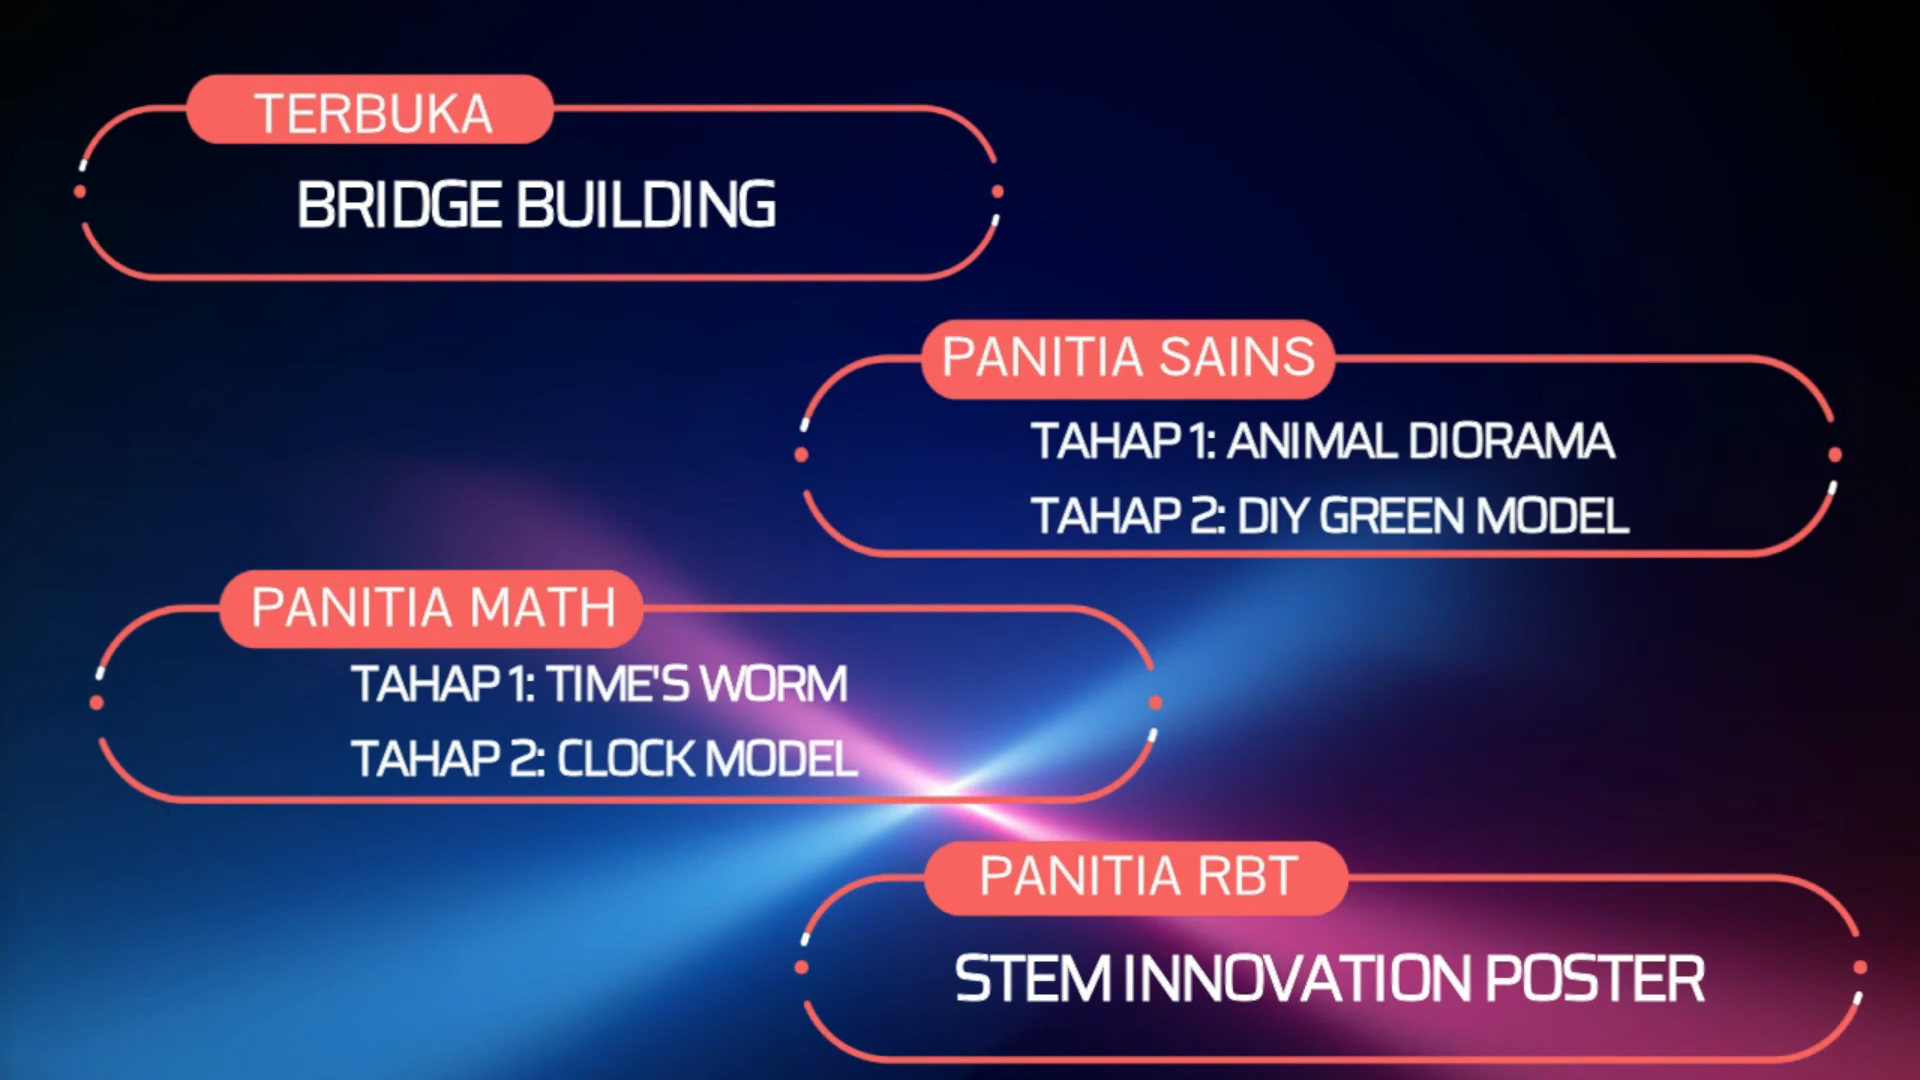 TERBUKA
BRIDGE BUILDING
PANITIA SAINS
TAHAP 1: ANIMAL DIORAMA
TAHAP 2: DIY GREEN MODEL
PANITIA MATH
TAHAP 1: TIME'S WORM
TAHAP 2: CLOCK MODEL
PANITIA RBT
STEM INNOVATION POSTER